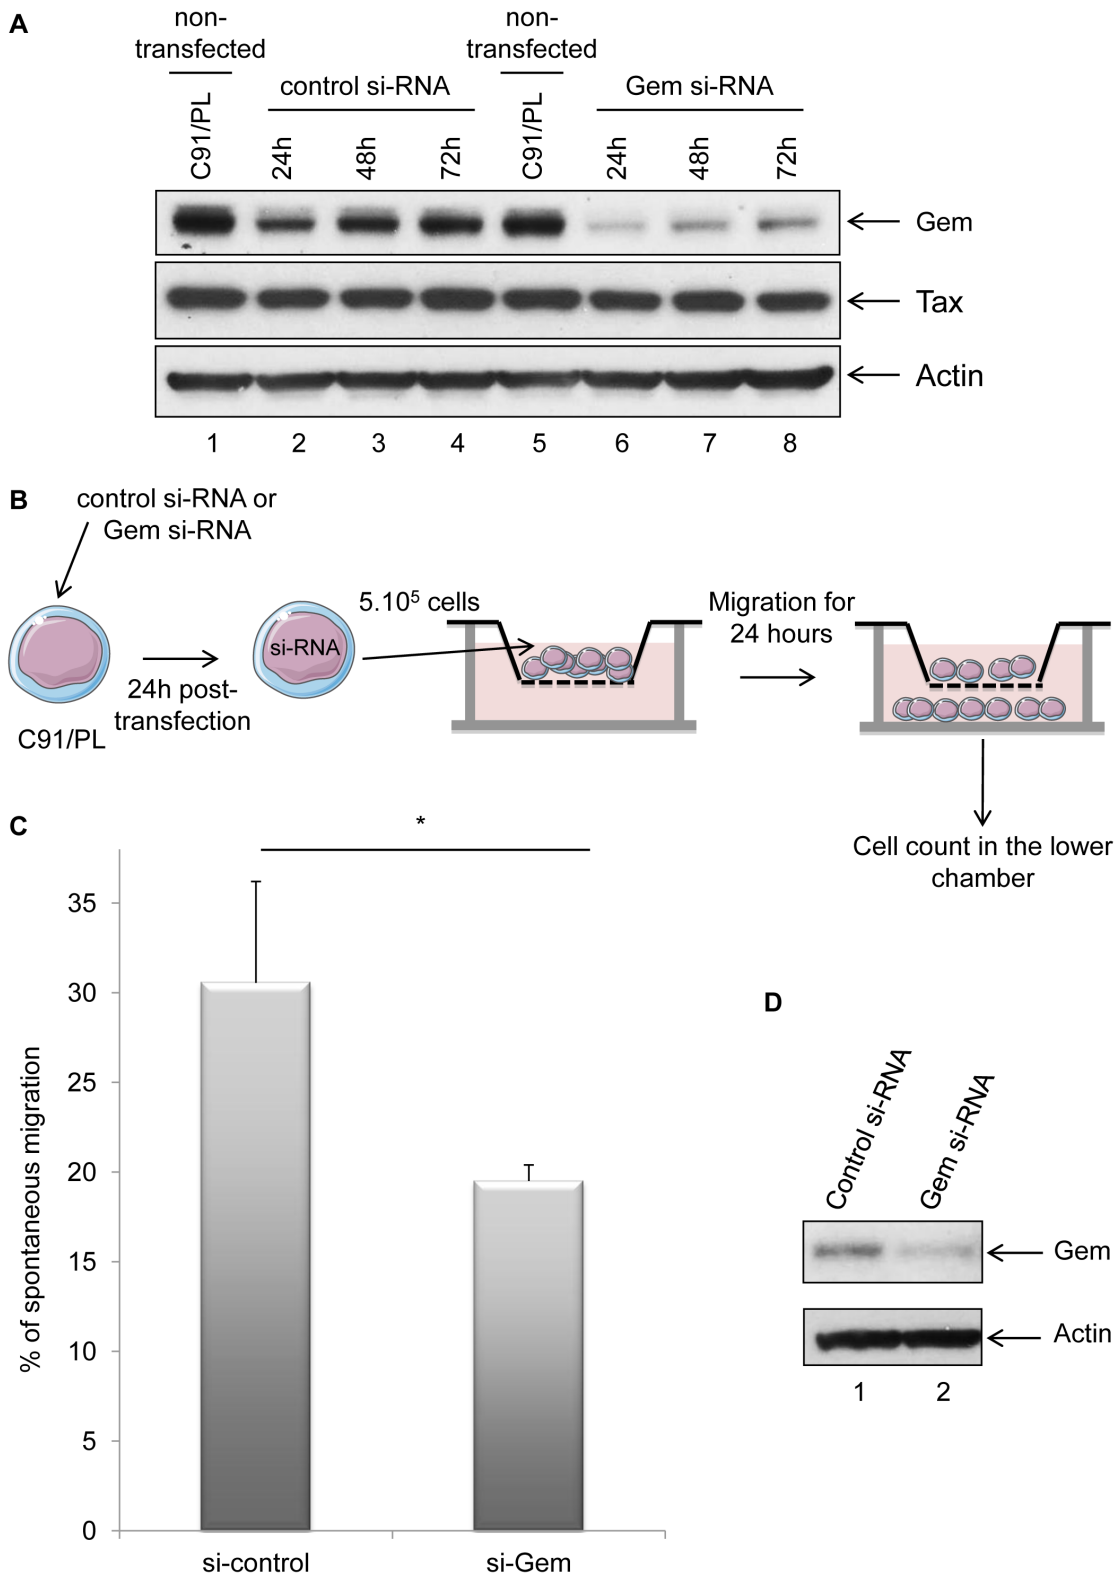 A
non-
transfected
non-
transfected
control si-RNA
Gem si-RNA
C91/PL
24h
48h
72h
C91/PL
24h
48h
72h
Gem
Tax
Actin
1 2 3 4 5 6 7 8
B
control si-RNA or
Gem si-RNA
C91/PL
24h post-
transfection
si-RNA
5.10⁵ cells
Migration for
24 hours
Cell count in the lower
chamber
C
*
% of spontaneous migration
35
30
25
20
15
10
5
0
si-control
si-Gem
D
Control si-RNA
Gem si-RNA
Gem
Actin
1 2